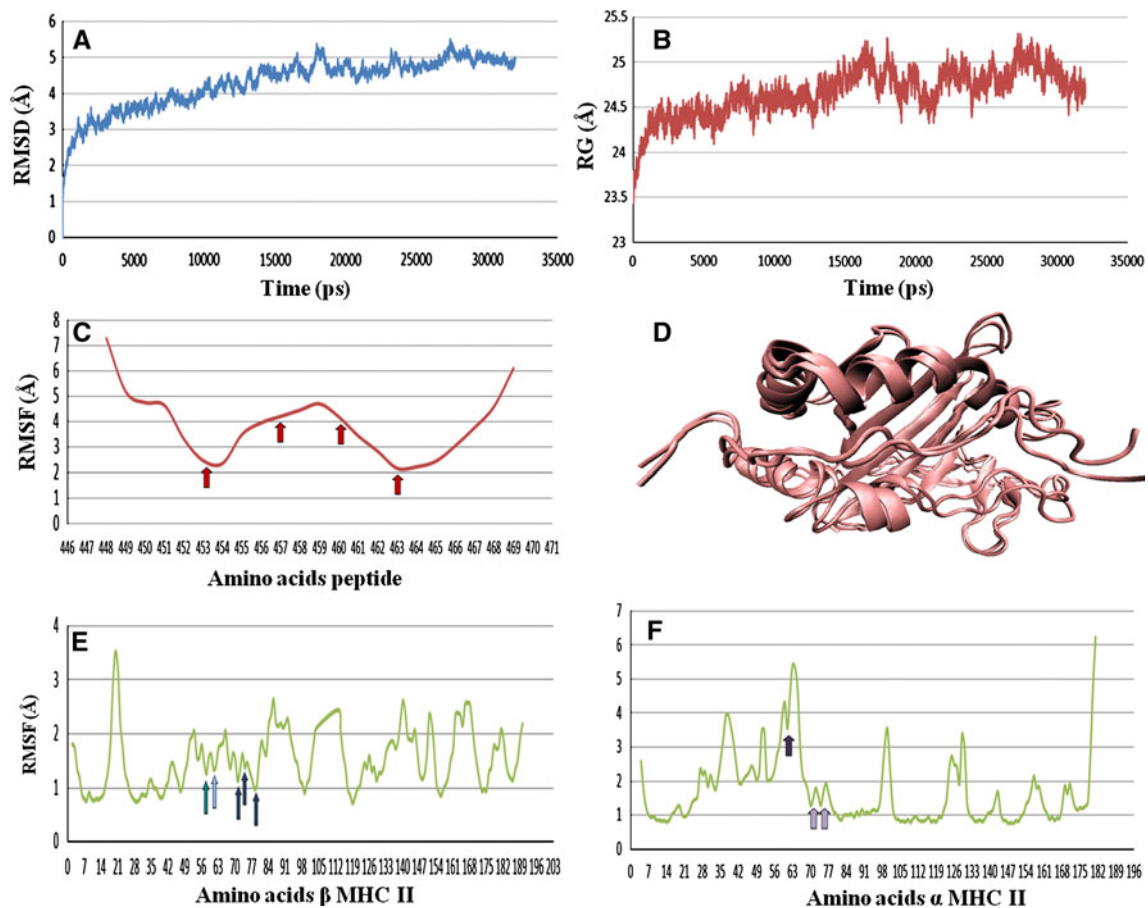 A
RMSD (Å)
6
5
4
3
2
1
0
0 5000 10000 15000 20000 25000 30000 35000
Time (ps)
B
RG (Å)
25.5
25
24.5
24
23.5
23
0 5000 10000 15000 20000 25000 30000 35000
Time (ps)
C
RMSF (Å)
8
7
6
5
4
3
2
1
0
446 447 448 449 450 451 452 453 454 455 456 457 458 459 460 461 462 463 464 465 466 467 468 469 470 471
Amino acids peptide
D
E
RMSF (Å)
4
3
2
1
0
0 7 14 21 28 35 42 49 56 63 70 77 84 91 98 105 112 119 126 133 140 147 154 161 168 175 182 189 196 203
Amino acids β MHC II
F
7
6
5
4
3
2
1
0
0 7 14 21 28 35 42 49 56 63 70 77 84 91 98 105 112 119 126 133 140 147 154 161 168 175 182 189 196
Amino acids α MHC II